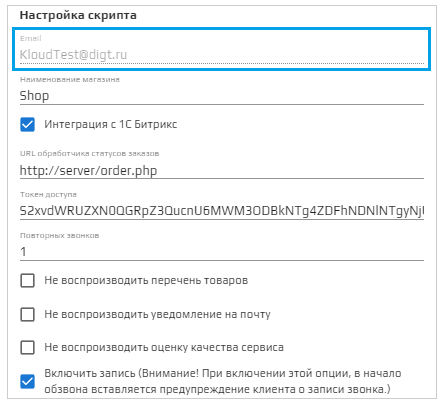 Настройка скрипта
Email
KloudTest@digt.ru
Наименование магазина
Shop
Интеграция с 1С Битрикс
URL обработчика статусов заказов
http://server/order.php
Токен доступа
Повторных звонков
1
Не воспроизводить перечень товаров
Не воспроизводить уведомление на почту
Не воспроизводить оценку качества сервиса
Включить запись (Внимание! При включении этой опции, в начало
обзвона вставляется предупреждение клиента о записи звонка.)